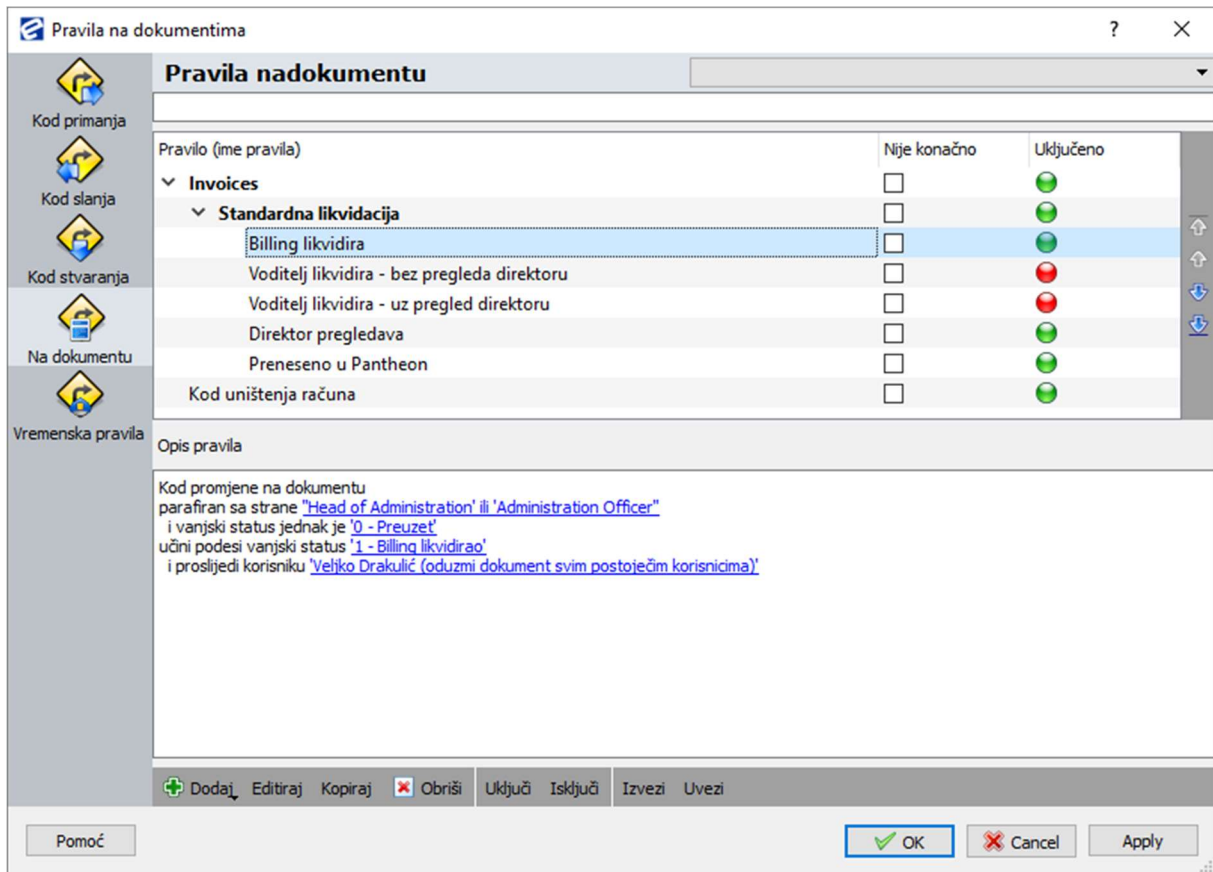 Pravila na dokumentima
?
Pravila nadokumentu
Kod primanja
Kod slanja
Kod stvaranja
Na dokumentu
Vremenska pravila
Pravilo (ime pravila) Nije konačno Uključeno
Invoices
Standardna likvidacija
Billing likvidira
Voditelj likvidira - bez pregleda direktoru
Voditelj likvidira - uz pregled direktoru
Direktor pregledava
Preneseno u Pantheon
Kod uništenja računa
Opis pravila
Kod promjene na dokumentu
parafiran sa strane "Head of Administration' ili 'Administration Officer"
i vanjski status jednak je '0 - Preuzet'
učini podesi vanjski status '1 - Billing likvidirao'
i proslijedi korisniku 'Veljko Drakulić (oduzmi dokument svim postoječim korisnicima)'
Dodaj Editiraj Kopiraj Obriši Uključi Isključi Izvezi Uvezi
Pomoć OK Cancel Apply